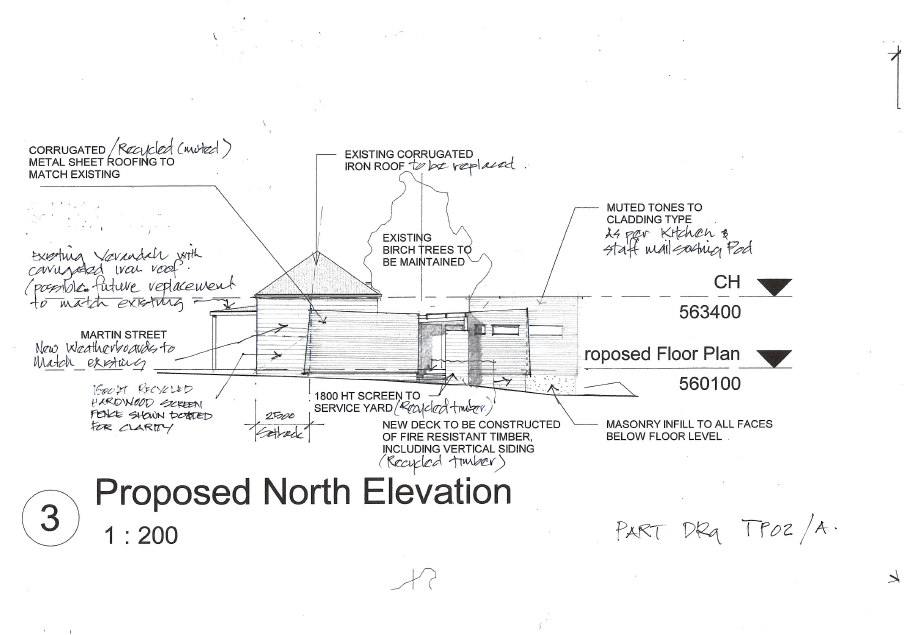 CORRUGATED /Recycled (muted)
METAL SHEET ROOFING TO
MATCH EXISTING
EXISTING CORRUGATED
IRON ROOF to be replaced.
EXISTING
BIRCH TREES TO
BE MAINTAINED
MUTED TONES TO
CLADDING TYPE
As per Kitchen &
staff mail sorting Pod
Existing Verandah with
corrugated iron roof.
(possible future replacement
to match existing
CH
563400
MARTIN STREET
New Weatherboards to
Match existing
roposed Floor Plan
560100
1500 HT RECYCLED
HARDWOOD SCREEN
FENCE SHOWN DOTTED
FOR CLARITY
2500
Setback
1800 HT SCREEN TO
SERVICE YARD (Recycled timber)
NEW DECK TO BE CONSTRUCTED
OF FIRE RESISTANT TIMBER,
INCLUDING VERTICAL SIDING
(Recycled timber)
MASONRY INFILL TO ALL FACES
BELOW FLOOR LEVEL
3
Proposed North Elevation
1 : 200
PART DRG TP02/A.